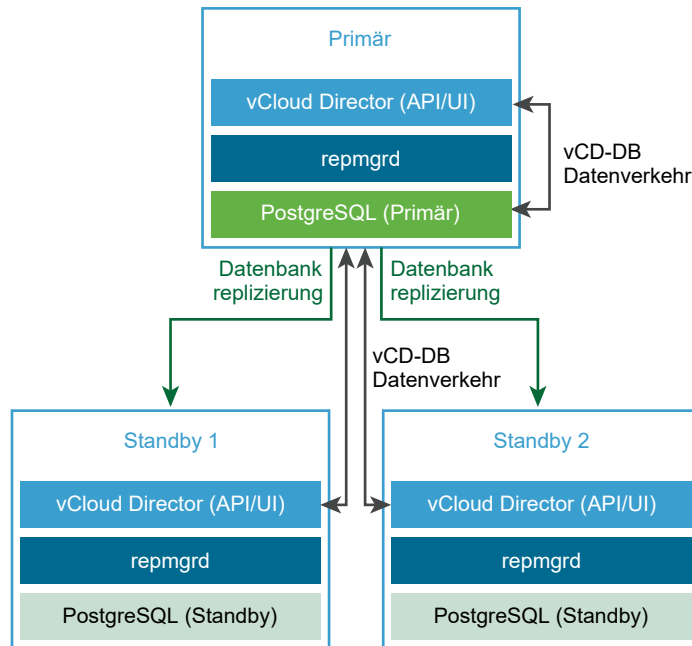 Primär
vCloud Director (API/UI)
repmgrd
PostgreSQL (Primär)
vCD-DB
Datenverkehr
Datenbank
replizierung
Datenbank
replizierung
vCD-DB
Datenverkehr
Standby 1
vCloud Director (API/UI)
repmgrd
PostgreSQL (Standby)
Standby 2
vCloud Director (API/UI)
repmgrd
PostgreSQL (Standby)